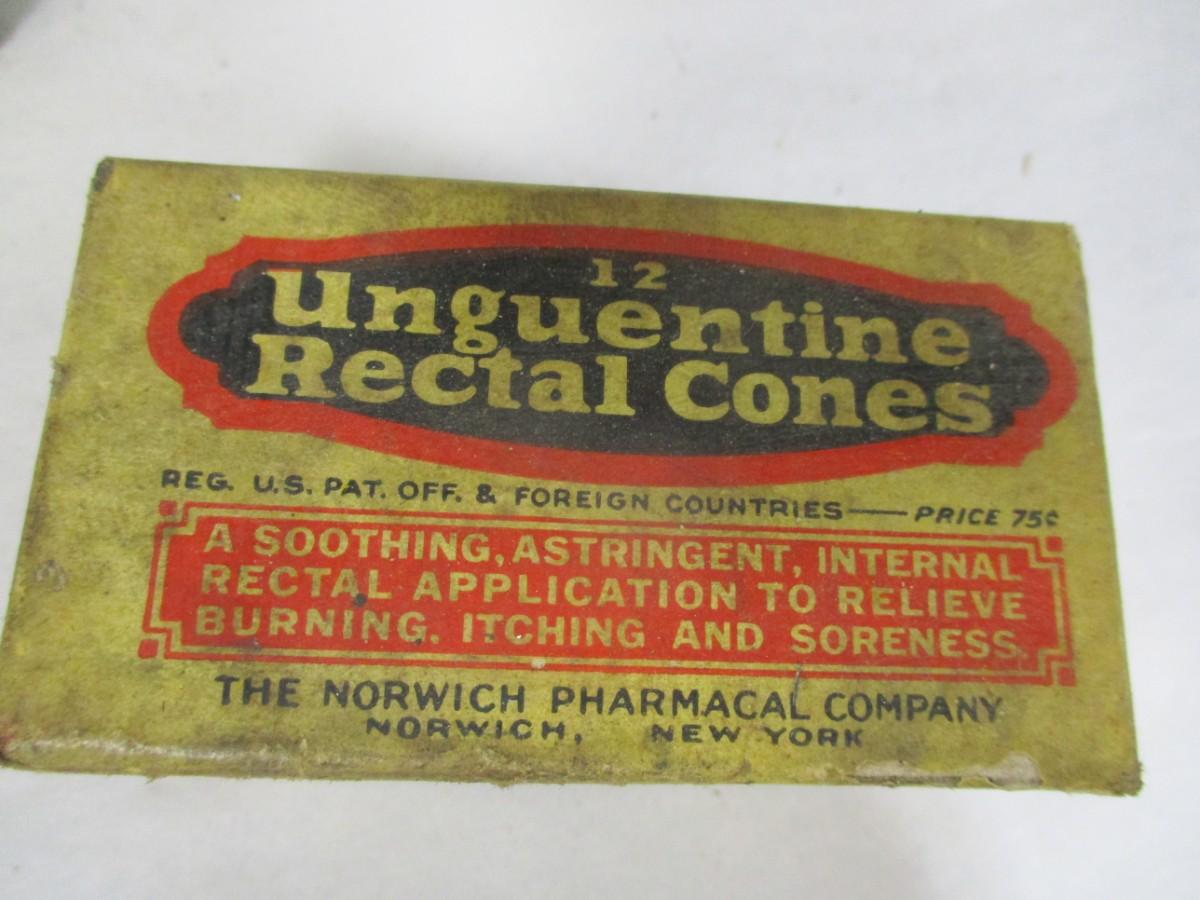 12
Unguentine
Rectal Cones
REG. U.S. PAT. OFF. & FOREIGN COUNTRIES — PRICE 75¢
A SOOTHING, ASTRINGENT, INTERNAL
RECTAL APPLICATION TO RELIEVE
BURNING, ITCHING AND SORENESS.
THE NORWICH PHARMACAL COMPANY
NORWICH, NEW YORK